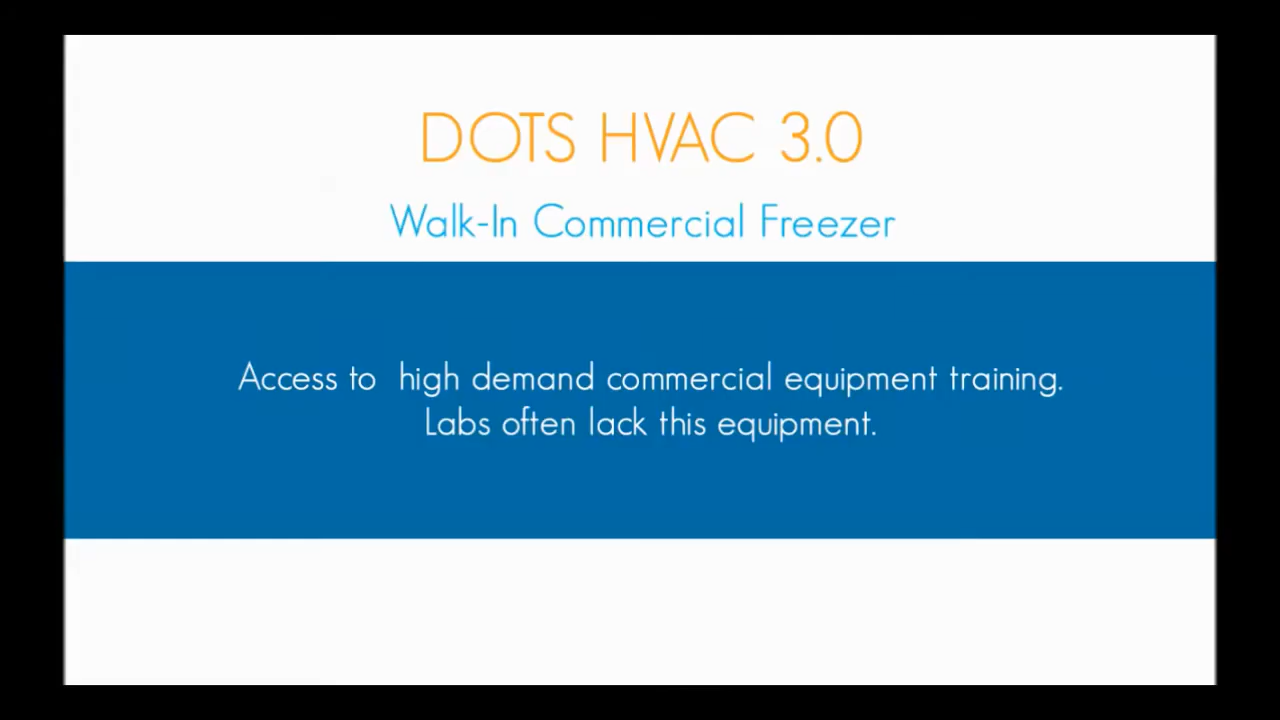 DOTS HVAC 3.0
Walk-In Commercial Freezer
Access to  high demand commercial equipment training.
Labs often lack this equipment.